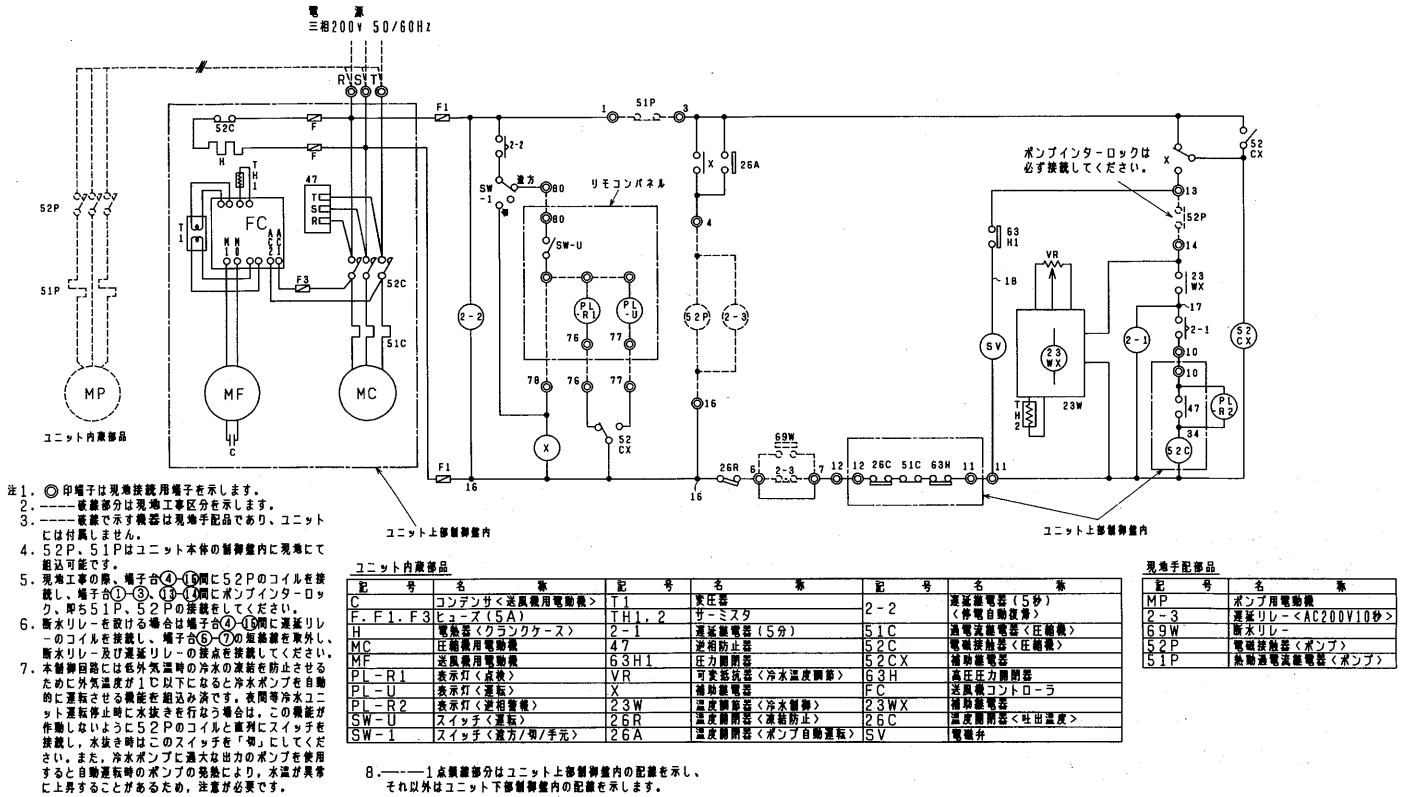 電 源
三相200v 50/60Hz
R S T
F1
1
51P
3
52C
F
H
F
TH1
47
T
S
R
FC
T1
M1
M0
AC2
AC1
F3
52C
51C
52P
51P
MP
MF
MC
C
ユニット内蔵部品
2-2
SW-1
遠方
切
80
80
リモコンパネル
SW-U
PL-R1
PL-U
76
77
78
76
77
X
52CX
2-2
F1
16
X
26A
4
52P
2-3
16
16
ポンプインターロックは
必ず接続してください。
X
52CX
13
52P
14
63H1
18
VR
23WX
17
2-1
2-1
10
10
52CX
SV
23WX
TH2
23W
47
PL-R2
34
52C
69W
26R
6
2-3
7
12
12
26C
51C
63H
11
11
ユニット上部制御盤内
ユニット上部制御盤内
注1. ◎印端子は現地接続用端子を示します。
2. -----破線部分は現地工事区分を示します。
3. -----破線で示す機器は現地手配品であり、ユニット
には付属しません。
4. 52P、51Pはユニット本体の制御盤内に現地にて
組込可能です。
5. 現地工事の際、端子台④-⑯間に52Pのコイルを接
続し、端子台①-③、⑬-⑭間にポンプインターロッ
ク、即ち51P、52Pの接続をしてください。
6. 断水リレーを設ける場合は端子台④-⑯間に遅延リレ
ーのコイルを接続し、端子台⑥-⑦の短絡線を取外し、
断水リレー及び遅延リレーの接点を接続してください。
7. 本制御回路には低外気温時の冷水の凍結を防止させる
ために外気温度が1℃以下になると冷水ポンプを自動
的に運転させる機能を組込み済です。夜間等冷水ユニ
ット運転停止時に水抜きを行なう場合は、この機能が
作動しないように52Pのコイルと直列にスイッチを
接続し、水抜き時はこのスイッチを「切」にしてくだ
さい。また、冷水ポンプに過大な出力のポンプを使用
すると自動運転時のポンプの発熱により、水温が異常
に上昇することがあるため、注意が必要です。
ユニット内蔵部品
記 号 名 称 記 号 名 称 記 号 名 称
C コンデンサ<送風機用電動機> T1 変圧器 2-2 遅延継電器(5秒)<停電自動復帰>
F.F1.F3 ヒューズ(5A) TH1,2 サーミスタ
H 電熱器<クランクケース> 2-1 遅延継電器(5分) 51C 過電流継電器<圧縮機>
MC 圧縮機用電動機 47 逆相防止器 52C 電磁接触器<圧縮機>
MF 送風機用電動機 63H1 圧力開閉器 52CX 補助継電器
PL-R1 表示灯<点検> VR 可変抵抗器<冷水温度調節> 63H 高圧圧力開閉器
PL-U 表示灯<運転> X 補助継電器 FC 送風機コントローラ
PL-R2 表示灯<逆相警報> 23W 温度調節器<冷水制御> 23WX 補助継電器
SW-U スイッチ<運転> 26R 温度開閉器<凍結防止> 26C 温度開閉器<吐出温度>
SW-1 スイッチ<遠方/切/手元> 26A 温度開閉器<ポンプ自動運転> SV 電磁弁
現地手配部品
記 号 名 称
MP ポンプ用電動機
2-3 遅延リレー<AC200V10秒>
69W 断水リレー
52P 電磁接触器<ポンプ>
51P 熱動過電流継電器<ポンプ>
8. —-—-—1点鎖線部分はユニット上部制御盤内の配線を示し、
それ以外はユニット下部制御盤内の配線を示します。